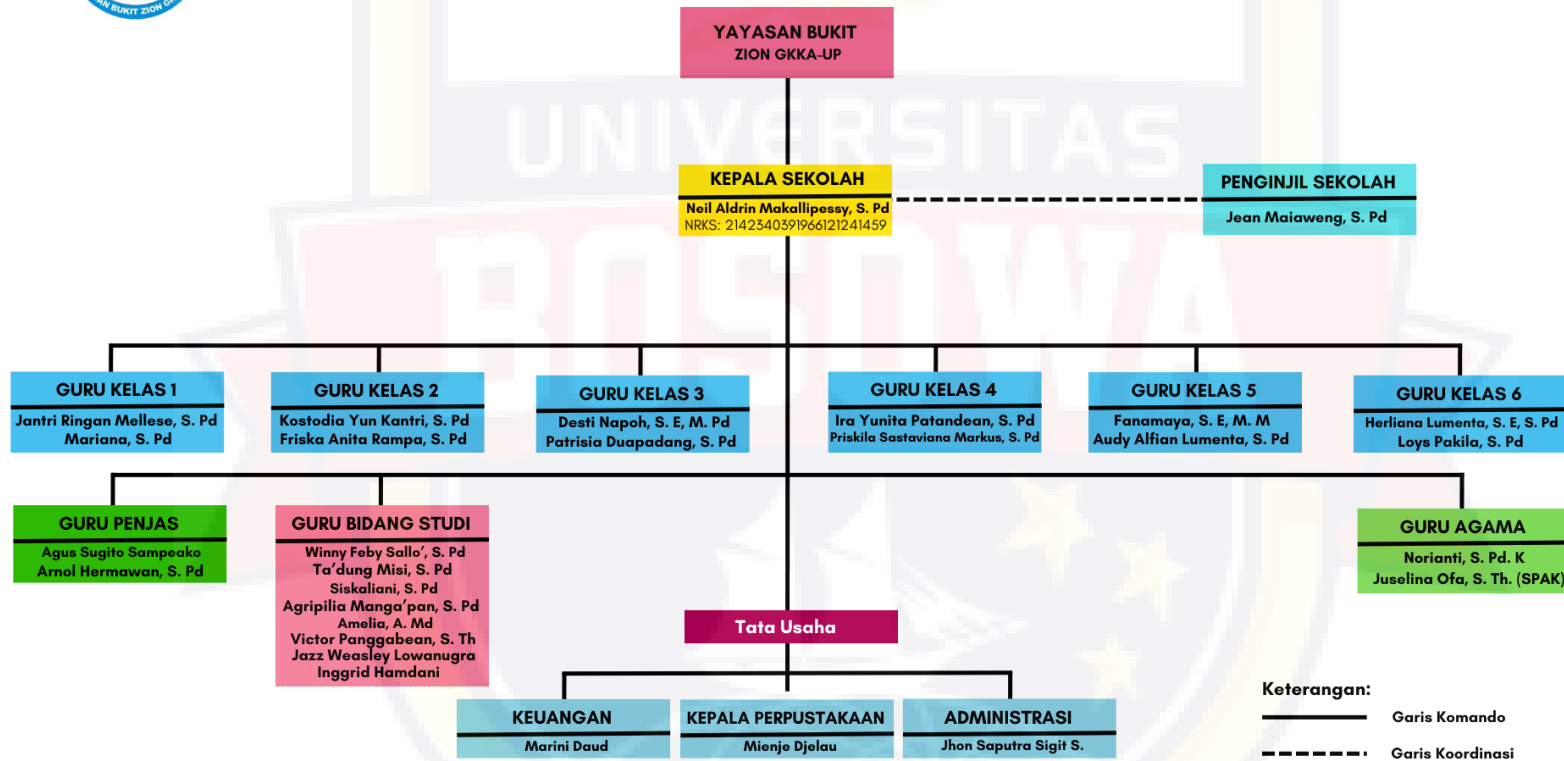 AN BUKIT ZION G
YAYASAN BUKIT
ZION GKKA-UP
UNIVERSITAS
BOSOWA
KEPALA SEKOLAH
Neil Aldrin Makallipessy, S. Pd
NRKS: 2142340391966121241459
PENGINJIL SEKOLAH
Jean Maiaweng, S. Pd
GURU KELAS 1
Jantri Ringan Mellese, S. Pd
Mariana, S. Pd
GURU KELAS 2
Kostodia Yun Kantri, S. Pd
Friska Anita Rampa, S. Pd
GURU KELAS 3
Desti Napoh, S. E, M. Pd
Patrisia Duapadang, S. Pd
GURU KELAS 4
Ira Yunita Patandean, S. Pd
Priskila Sastaviana Markus, S. Pd
GURU KELAS 5
Fanamaya, S. E, M. M
Audy Alfian Lumenta, S. Pd
GURU KELAS 6
Herliana Lumenta, S. E, S. Pd
Loys Pakila, S. Pd
GURU PENJAS
Agus Sugito Sampeako
Arnol Hermawan, S. Pd
GURU BIDANG STUDI
Winny Feby Sallo’, S. Pd
Ta’dung Misi, S. Pd
Siskaliani, S. Pd
Agripilia Manga’pan, S. Pd
Amelia, A. Md
Victor Panggabean, S. Th
Jazz Weasley Lowanugra
Inggrid Hamdani
GURU AGAMA
Norianti, S. Pd. K
Juselina Ofa, S. Th. (SPAK)
Tata Usaha
KEUANGAN
Marini Daud
KEPALA PERPUSTAKAAN
Mienje Djelau
ADMINISTRASI
Jhon Saputra Sigit S.
Keterangan:
Garis Komando
Garis Koordinasi